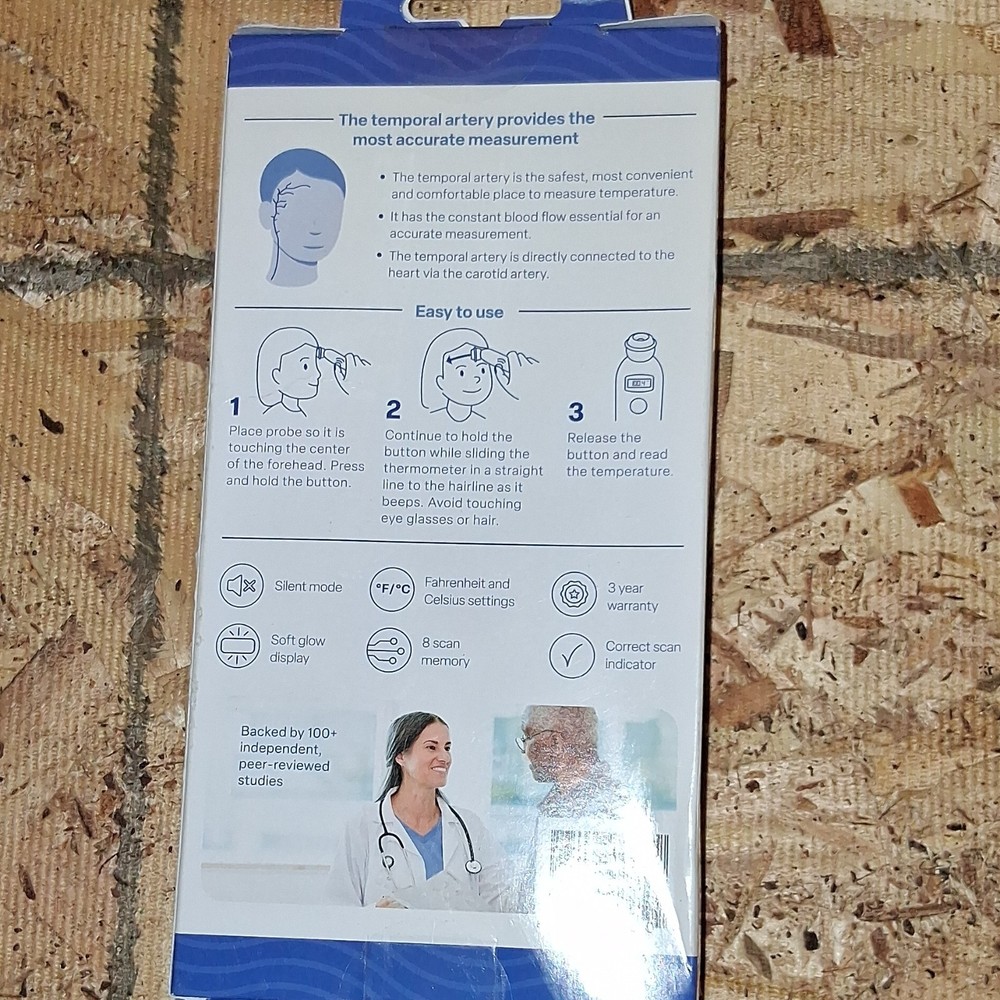 The temporal artery provides the
most accurate measurement
• The temporal artery is the safest, most convenient
and comfortable place to measure temperature.
• It has the constant blood flow essential for an
accurate measurement.
• The temporal artery is directly connected to the
heart via the carotid artery.
Easy to use
1
Place probe so it is
touching the center
of the forehead. Press
and hold the button.
2
Continue to hold the
button while sliding the
thermometer in a straight
line to the hairline as it
beeps. Avoid touching
eye glasses or hair.
3
Release the
button and read
the temperature.
Silent mode
°F/°C
Fahrenheit and
Celsius settings
3 year
warranty
Soft glow
display
8 scan
memory
Correct scan
indicator
Backed by 100+
independent,
peer-reviewed
studies